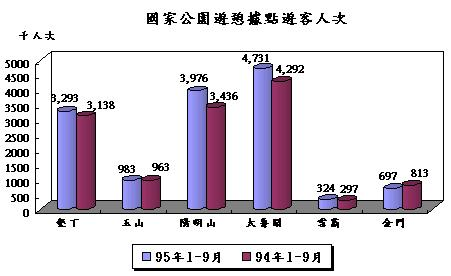 國家公園遊憩據點遊客人次
千人次
5000
4500
4000
3500
3000
2500
2000
1500
1000
500
0
3,293
3,138
983
963
3,976
3,436
4,731
4,292
324
297
697
813
墾丁
玉山
陽明山
太魯閣
雪霸
金門
95年1-9月
94年1-9月